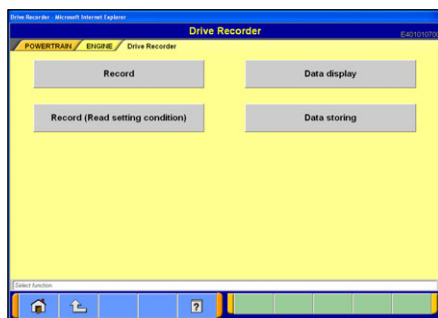 Drive Recorder - Microsoft Internet Explorer
Drive Recorder
E401010700
POWERTRAIN ENGINE Drive Recorder
Record Data display
Record (Read setting condition) Data storing
Select function
?